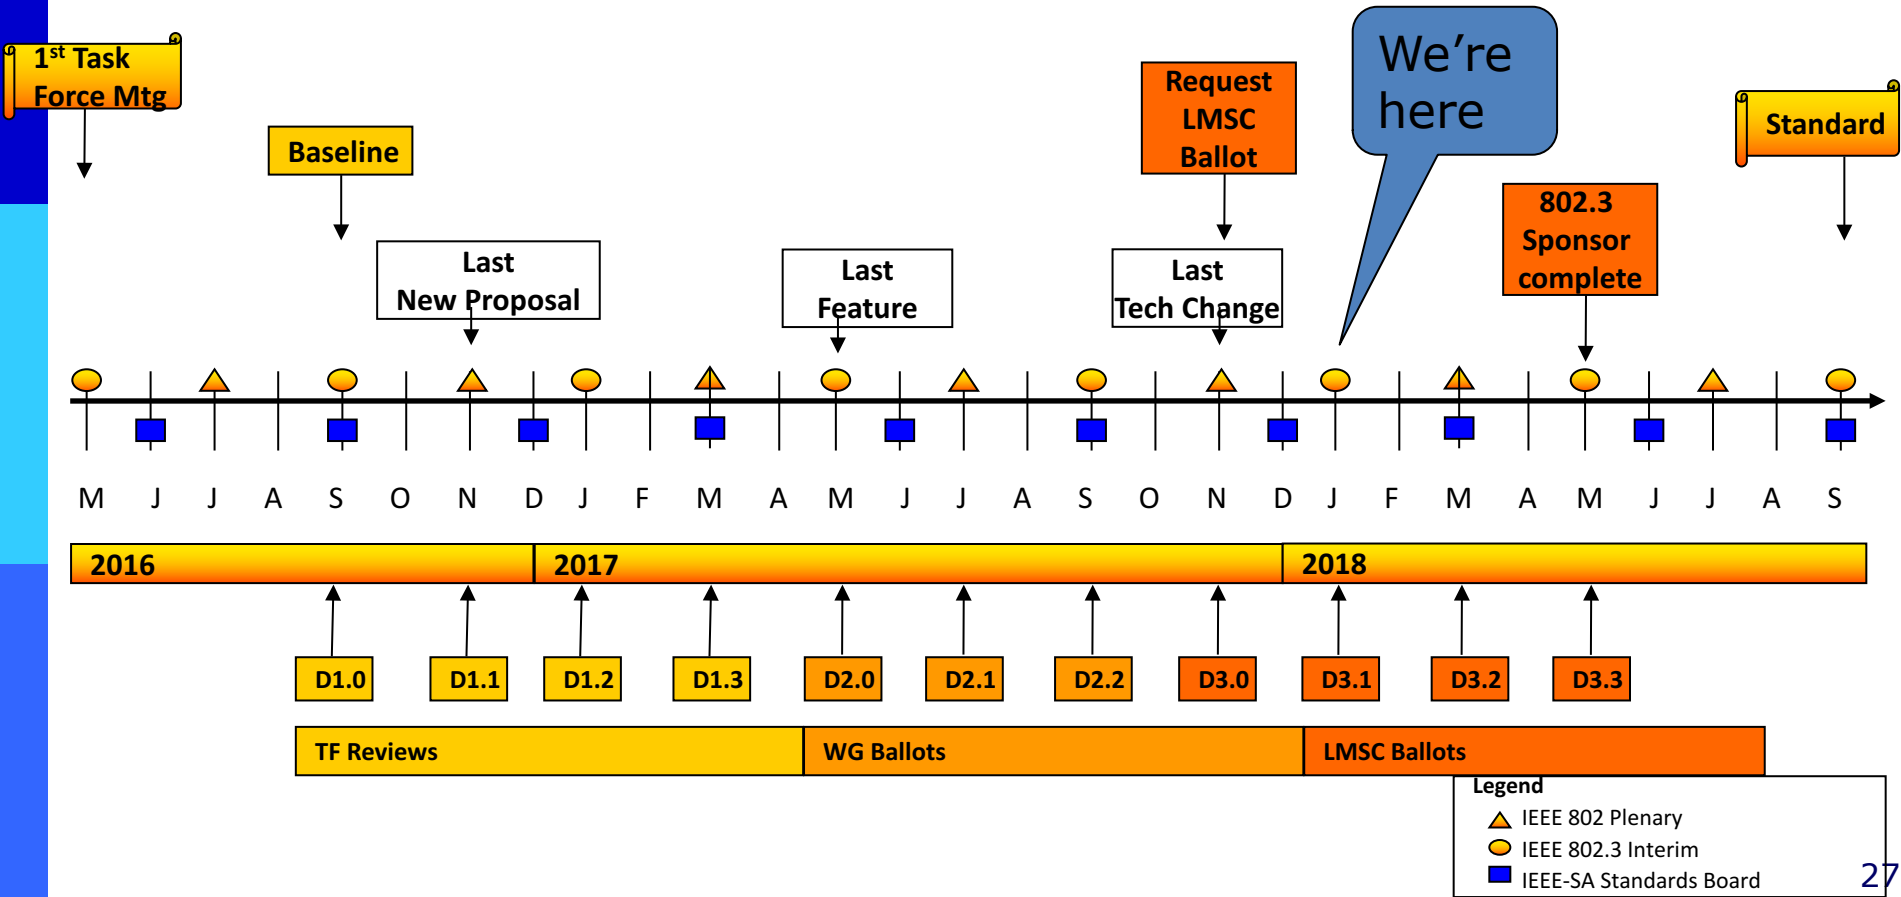 1st Task
Force Mtg
Baseline
Last
New Proposal
Last
Feature
Request
LMSC
Ballot
Last
Tech Change
We're
here
802.3
Sponsor
complete
Standard
M J J A S O N D J F M A M J J A S O N D J F M A M J J A S
2016 2017 2018
D1.0 D1.1 D1.2 D1.3 D2.0 D2.1 D2.2 D3.0 D3.1 D3.2 D3.3
TF Reviews WG Ballots LMSC Ballots
Legend
IEEE 802 Plenary
IEEE 802.3 Interim
IEEE-SA Standards Board
27